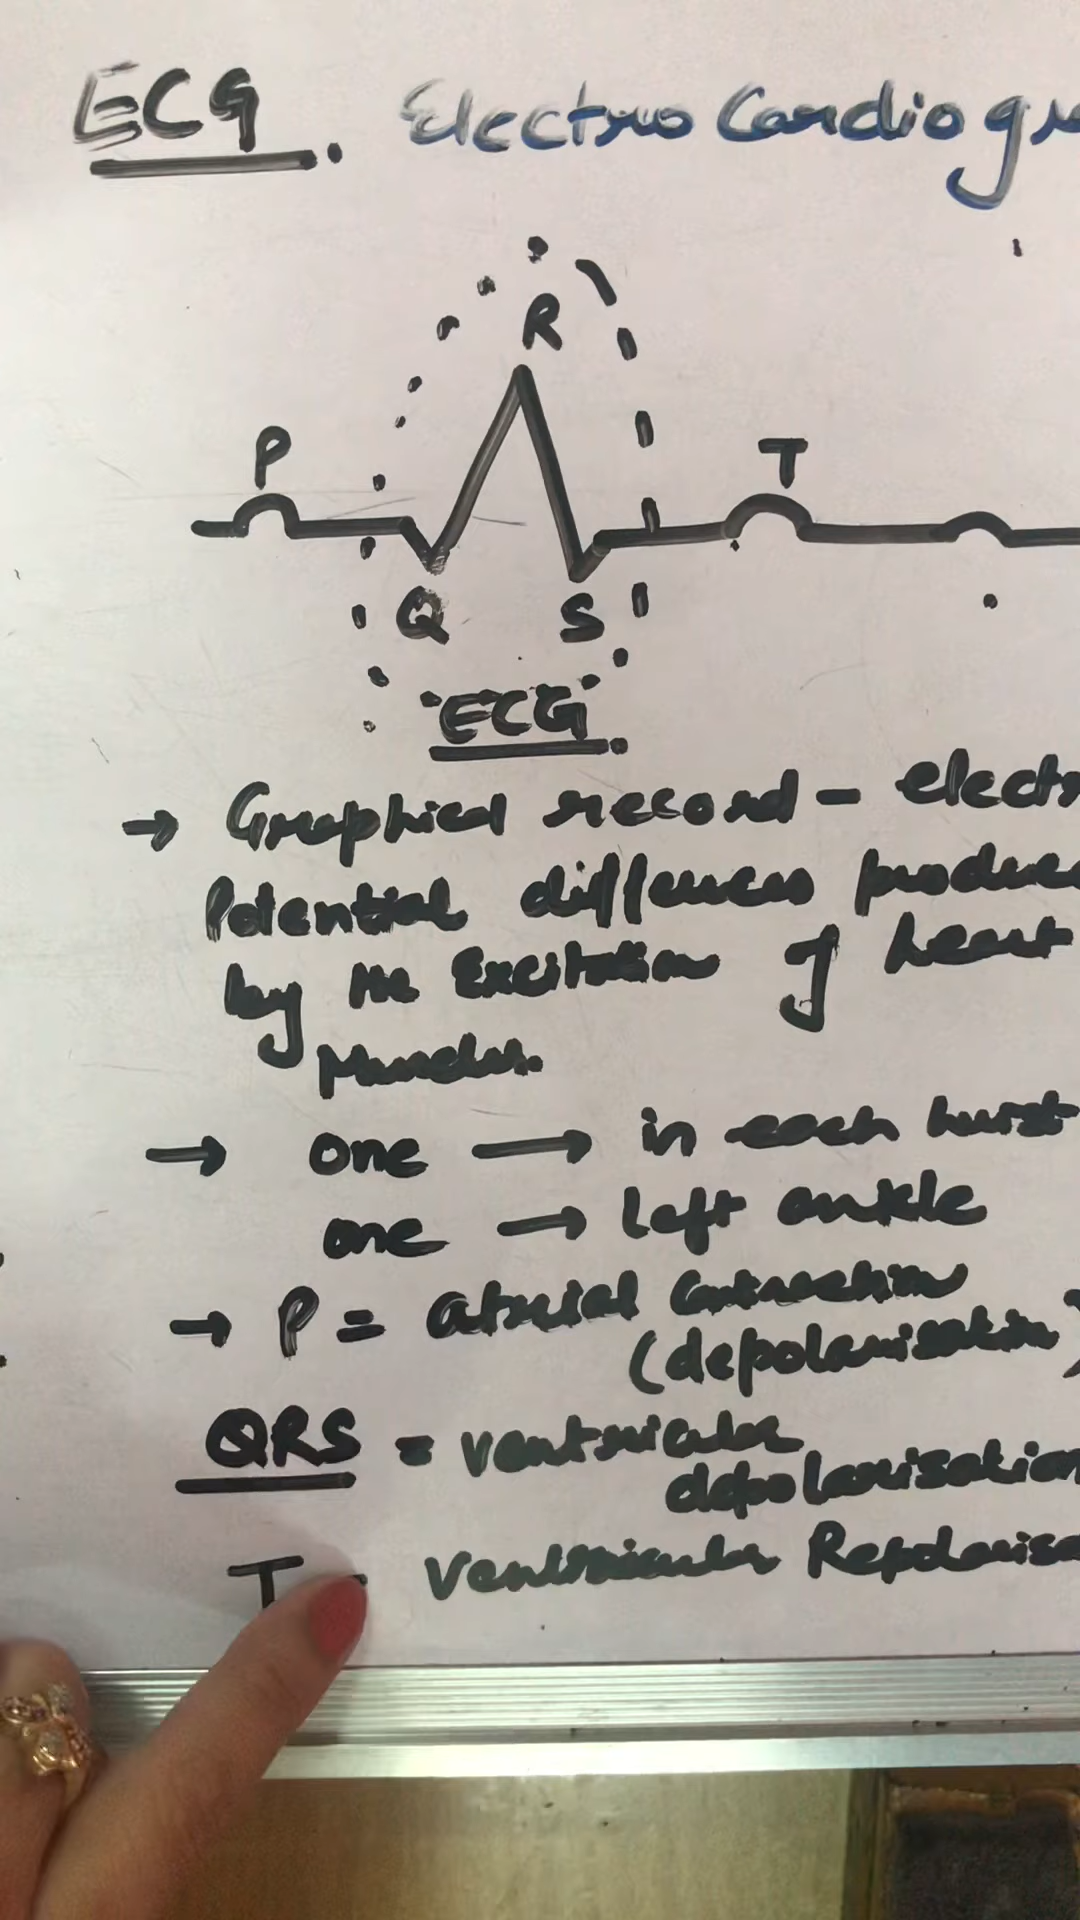 ECG. Electro Cardiogr
R
P T
Q S
ECG.
→ Graphical record - electr
Potential differences produce
by the Excitation of heart
muscles.
→ one → in each
one → left ankle
→ P = atrial Contraction
(depolarisation)
QRS = ventricular
depolarisation
T ventricular Repolarisa